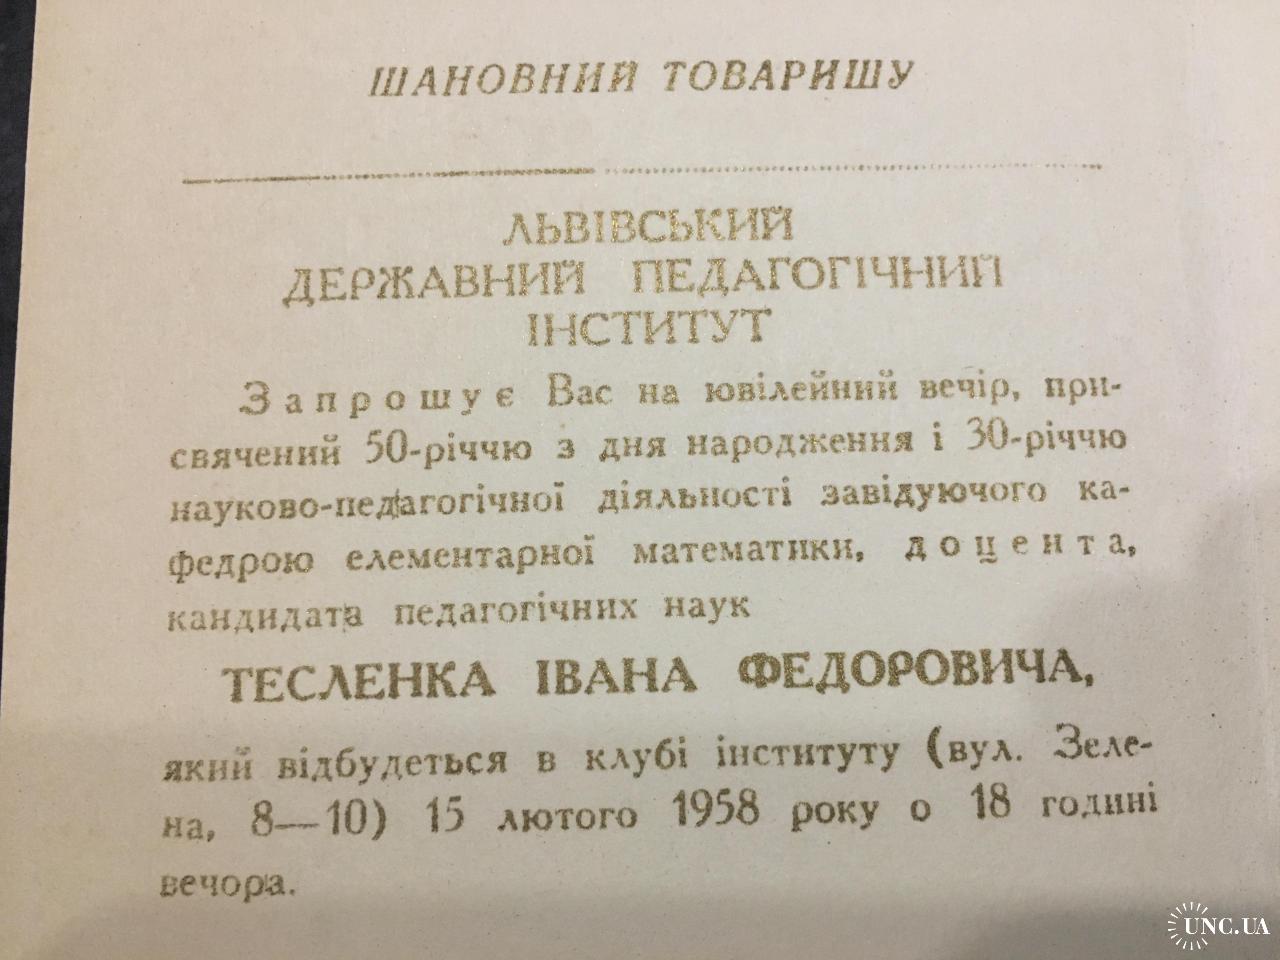 ШАНОВНИЙ ТОВАРИШУ
ЛЬВІВСЬКИЙ
ДЕРЖАВНИЙ ПЕДАГОГІЧНИЙ
ІНСТИТУТ
Запрошує Вас на ювілейний вечір, при-
свячений 50-річчю з дня народження і 30-річчю
науково-педагогічної діяльності завідуючого ка-
федрою елементарної математики, доцента,
кандидата педагогічних наук
ТЕСЛЕНКА ІВАНА ФЕДОРОВИЧА,
який відбудеться в клубі інституту (вул. Зеле-
на, 8—10) 15 лютого 1958 року о 18 годині
вечора.
UNC.UA